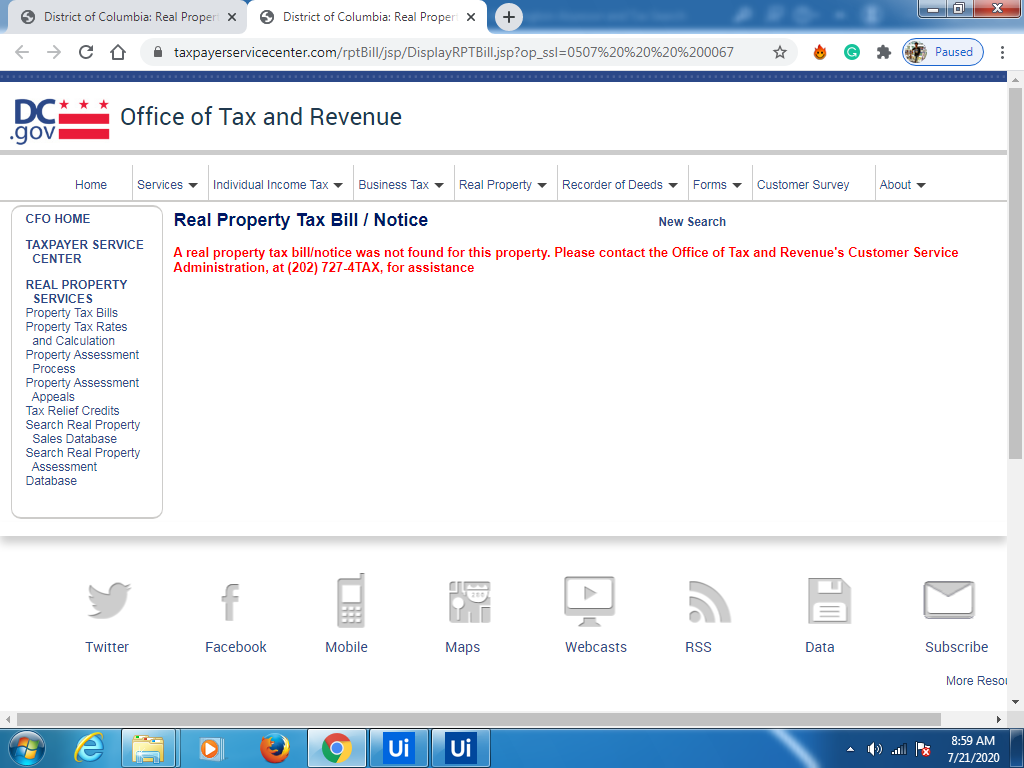 District of Columbia: Real Propert
District of Columbia: Real Propert
taxpayerservicecenter.com/rptBill/jsp/DisplayRPTBill.jsp?op_ssl=0507%20%20%20%200067
Paused
DC
.gov
Office of Tax and Revenue
Home
Services
Individual Income Tax
Business Tax
Real Property
Recorder of Deeds
Forms
Customer Survey
About
CFO HOME
TAXPAYER SERVICE
CENTER
REAL PROPERTY
SERVICES
Property Tax Bills
Property Tax Rates
and Calculation
Property Assessment
Process
Property Assessment
Appeals
Tax Relief Credits
Search Real Property
Sales Database
Search Real Property
Assessment
Database
Real Property Tax Bill / Notice
New Search
A real property tax bill/notice was not found for this property. Please contact the Office of Tax and Revenue's Customer Service
Administration, at (202) 727-4TAX, for assistance
Twitter
Facebook
Mobile
Maps
Webcasts
RSS
Data
Subscribe
More Resou
Ui
Ui
8:59 AM
7/21/2020